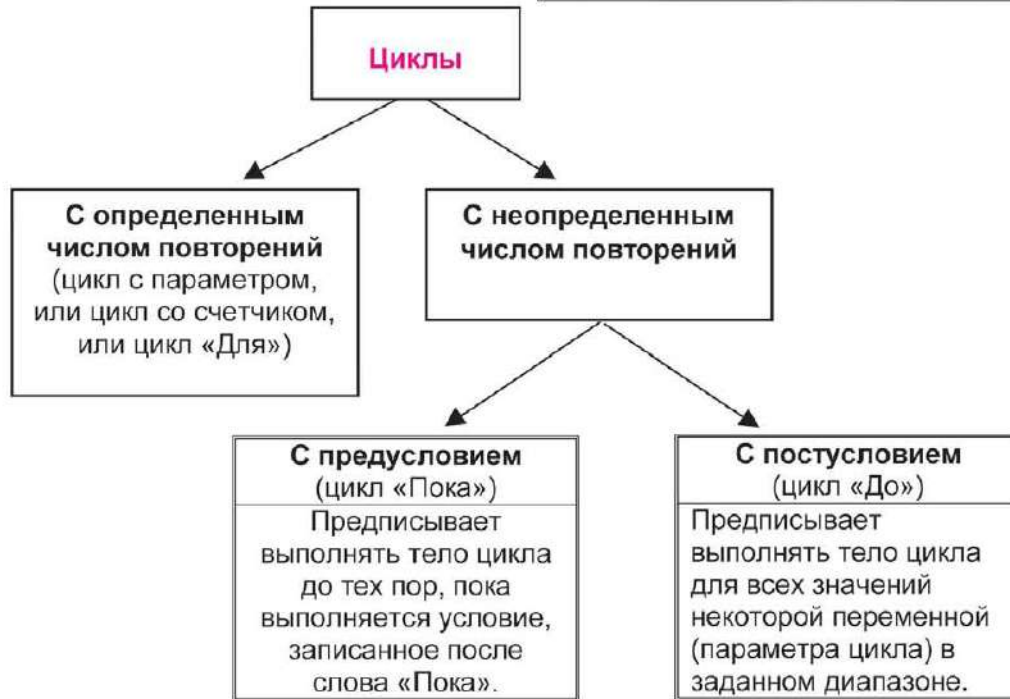 Циклы
С определенным
числом повторений
(цикл с параметром,
или цикл со счетчиком,
или цикл «Для»)
С неопределенным
числом повторений
С предусловием
(цикл «Пока»)
Предписывает
выполнять тело цикла
до тех пор, пока
выполняется условие,
записанное после
слова «Пока».
С постусловием
(цикл «До»)
Предписывает
выполнять тело цикла
для всех значений
некоторой переменной
(параметра цикла) в
заданном диапазоне.